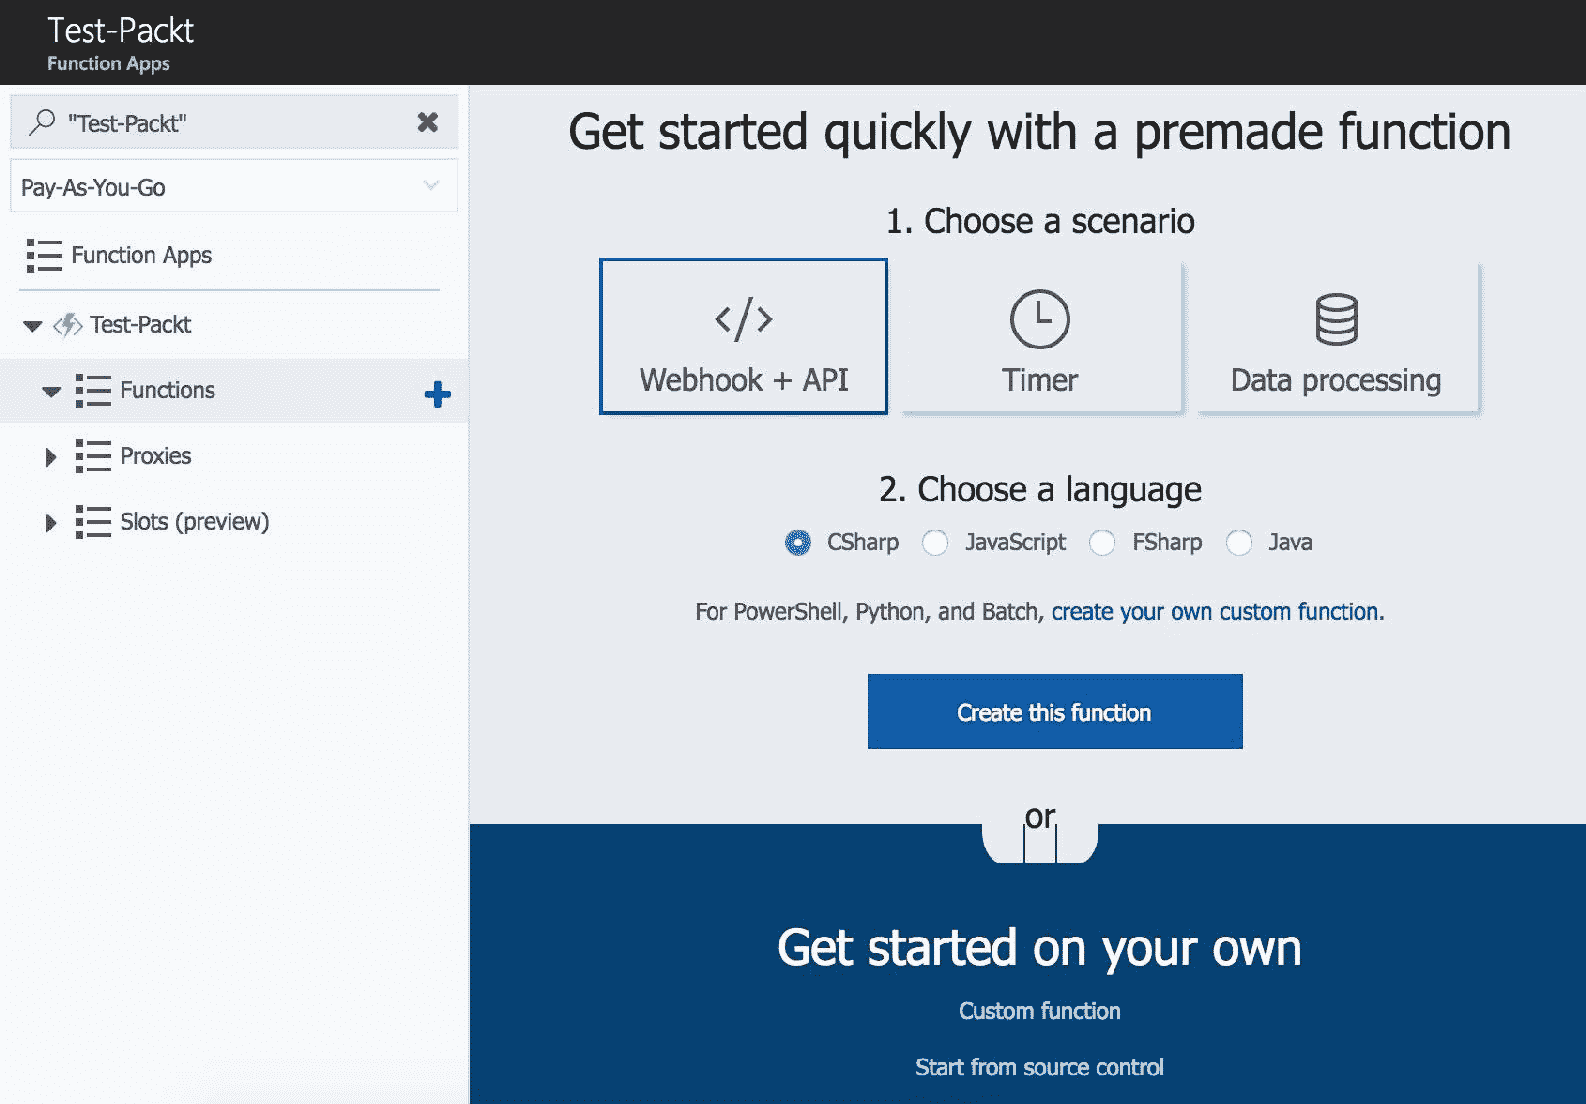 Test-Packt
Function Apps
"Test-Packt"
Pay-As-You-Go
Function Apps
Test-Packt
Functions
Proxies
Slots (preview)
Get started quickly with a premade function
1. Choose a scenario
Webhook + API
Timer
Data processing
2. Choose a language
CSharp
JavaScript
FSharp
Java
For PowerShell, Python, and Batch, create your own custom function.
Create this function
or
Get started on your own
Custom function
Start from source control